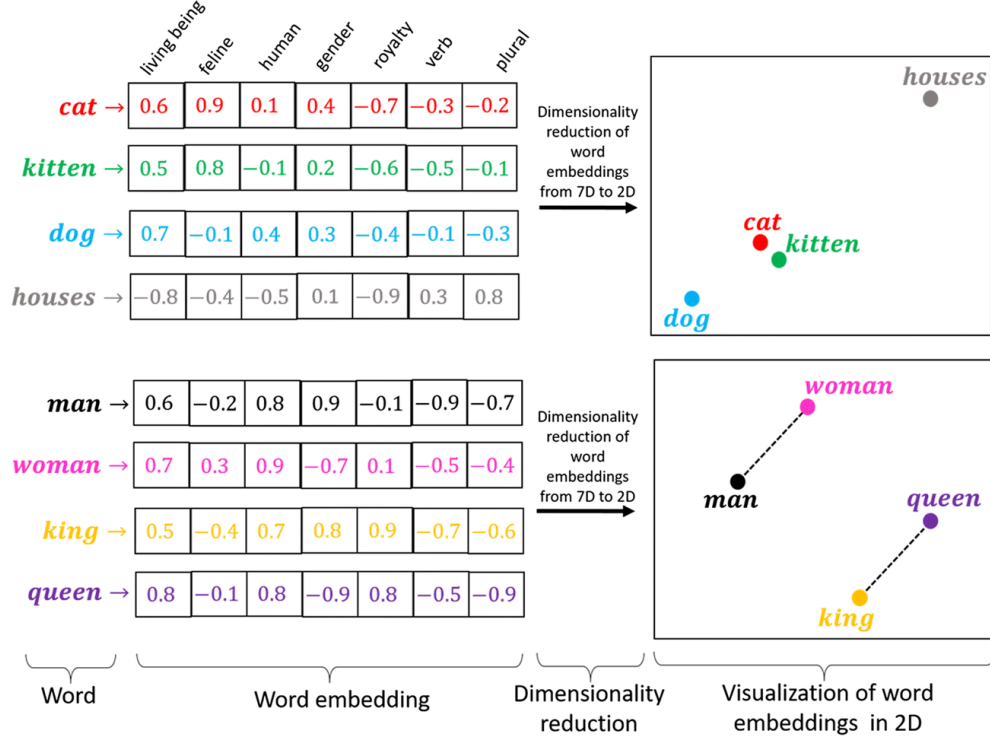 living being feline human gender royalty verb plural
cat → 0.6 0.9 0.1 0.4 −0.7 −0.3 −0.2
kitten → 0.5 0.8 −0.1 0.2 −0.6 −0.5 −0.1
dog → 0.7 −0.1 0.4 0.3 −0.4 −0.1 −0.3
houses → −0.8 −0.4 −0.5 0.1 −0.9 0.3 0.8
Dimensionality
reduction of
word
embeddings
from 7D to 2D
houses
cat
kitten
dog
man → 0.6 −0.2 0.8 0.9 −0.1 −0.9 −0.7
woman → 0.7 0.3 0.9 −0.7 0.1 −0.5 −0.4
king → 0.5 −0.4 0.7 0.8 0.9 −0.7 −0.6
queen → 0.8 −0.1 0.8 −0.9 0.8 −0.5 −0.9
Dimensionality
reduction of
word
embeddings
from 7D to 2D
woman
man
queen
king
Word
Word embedding
Dimensionality
reduction
Visualization of word
embeddings in 2D